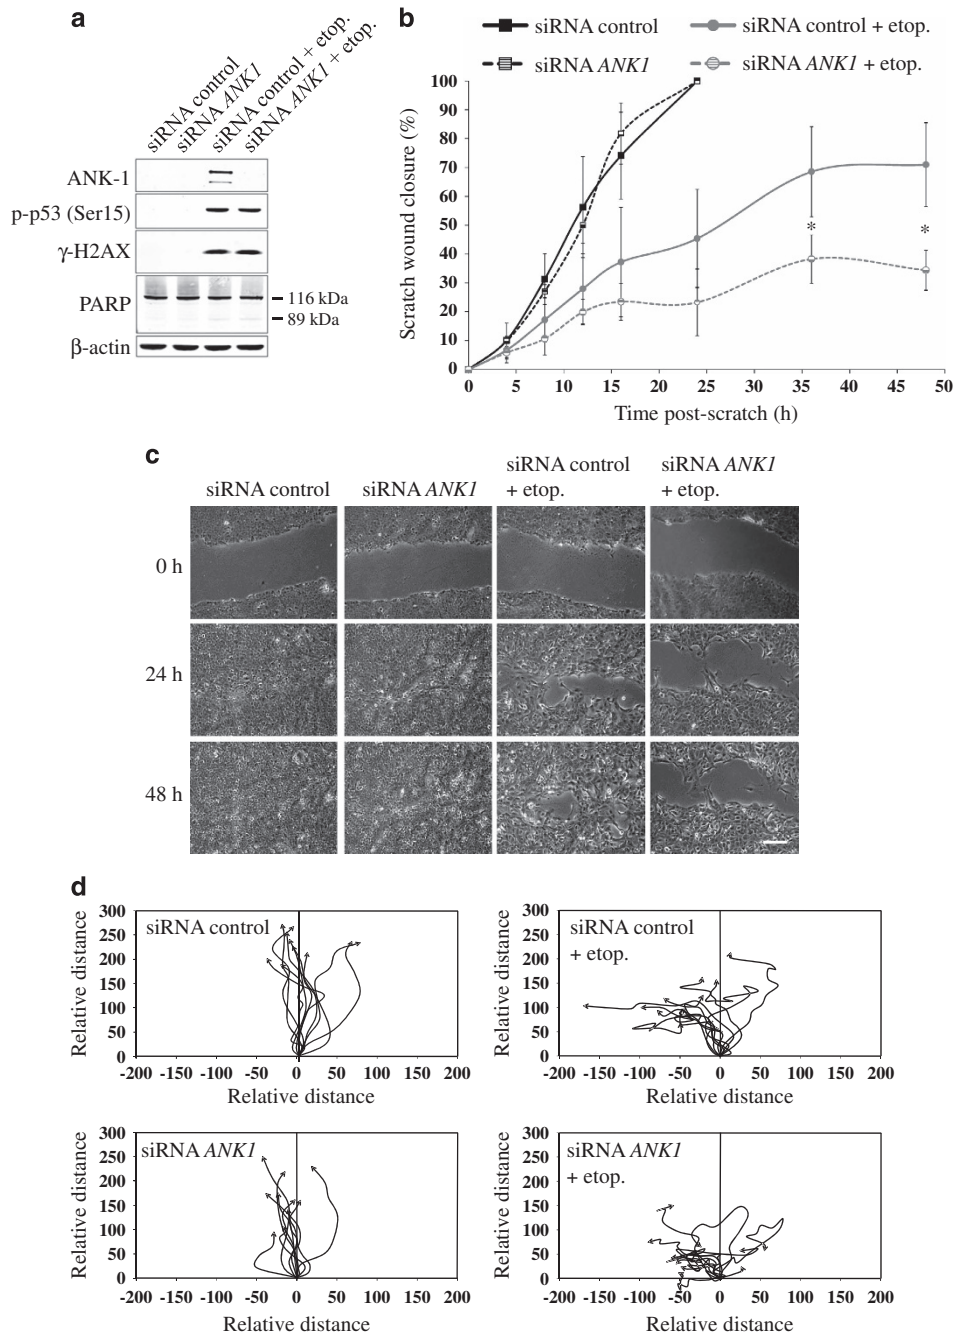 a
siRNA control
siRNA ANK1
siRNA control + etop.
siRNA ANK1 + etop.
ANK-1
p-p53 (Ser15)
γ-H2AX
PARP
116 kDa
89 kDa
β-actin
b
siRNA control
siRNA control + etop.
siRNA ANK1
siRNA ANK1 + etop.
Scratch wound closure (%)
100
90
80
70
60
50
40
30
20
10
0
*
*
0 5 10 15 20 25 35 40 45 50
Time post-scratch (h)
c
siRNA control
siRNA ANK1
siRNA control
+ etop.
siRNA ANK1
+ etop.
0 h
24 h
48 h
d
Relative distance
300
250
200
150
100
50
0
siRNA control
-200 -150 -100 -50 0 50 100 150 200
Relative distance
Relative distance
300
250
200
150
100
50
0
siRNA control
+ etop.
-200 -150 -100 -50 0 50 100 150 200
Relative distance
Relative distance
300
250
200
150
100
50
0
siRNA ANK1
-200 -150 -100 -50 0 50 100 150 200
Relative distance
Relative distance
300
250
200
150
100
50
0
siRNA ANK1
+ etop.
-200 -150 -100 -50 0 50 100 150 200
Relative distance